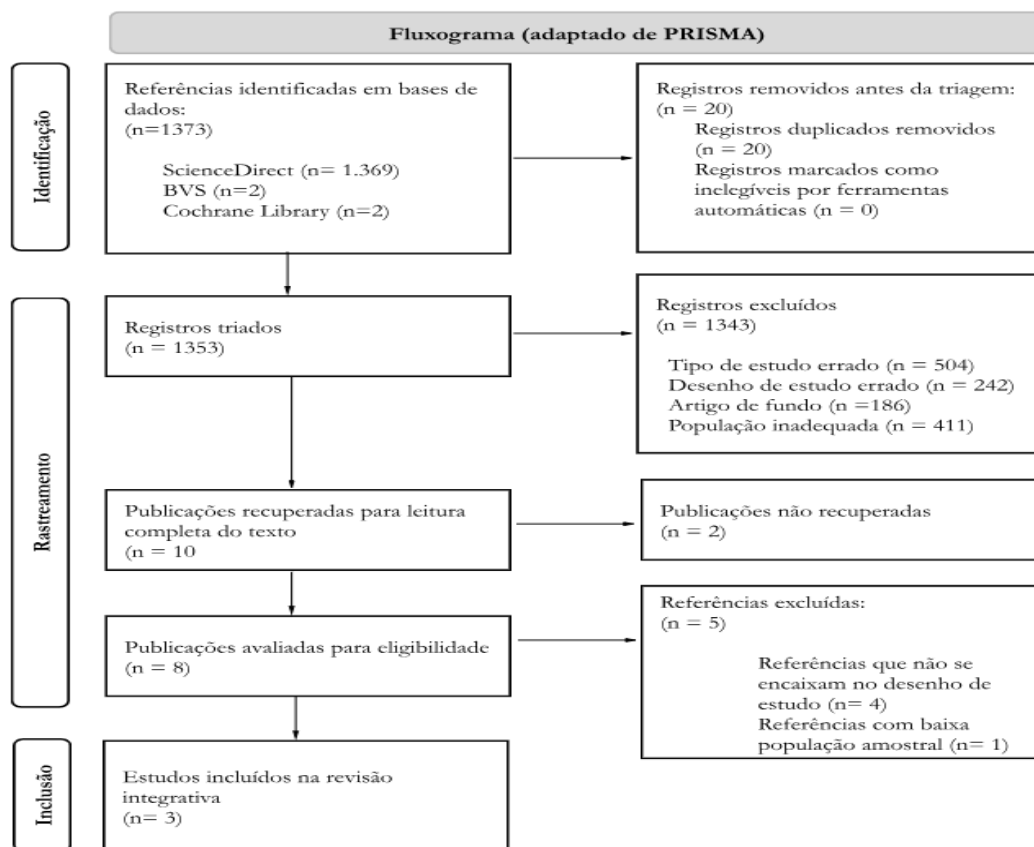 Fluxograma (adaptado de PRISMA)
Identificação
Referências identificadas em bases de
dados:
(n=1373)
ScienceDirect (n= 1.369)
BVS (n=2)
Cochrane Library (n=2)
Registros removidos antes da triagem:
(n = 20)
Registros duplicados removidos
(n = 20)
Registros marcados como
inelegíveis por ferramentas
automáticas (n = 0)
Rastreamento
Registros triados
(n = 1353)
Registros excluídos
(n = 1343)
Tipo de estudo errado (n = 504)
Desenho de estudo errado (n = 242)
Artigo de fundo (n =186)
População inadequada (n = 411)
Publicações recuperadas para leitura
completa do texto
(n = 10
Publicações não recuperadas
(n = 2)
Publicações avaliadas para eligibilidade
(n = 8)
Referências excluídas:
(n = 5)
Referências que não se
encaixam no desenho de
estudo (n= 4)
Referências com baixa
população amostral (n= 1)
Inclusão
Estudos incluídos na revisão
integrativa
(n= 3)